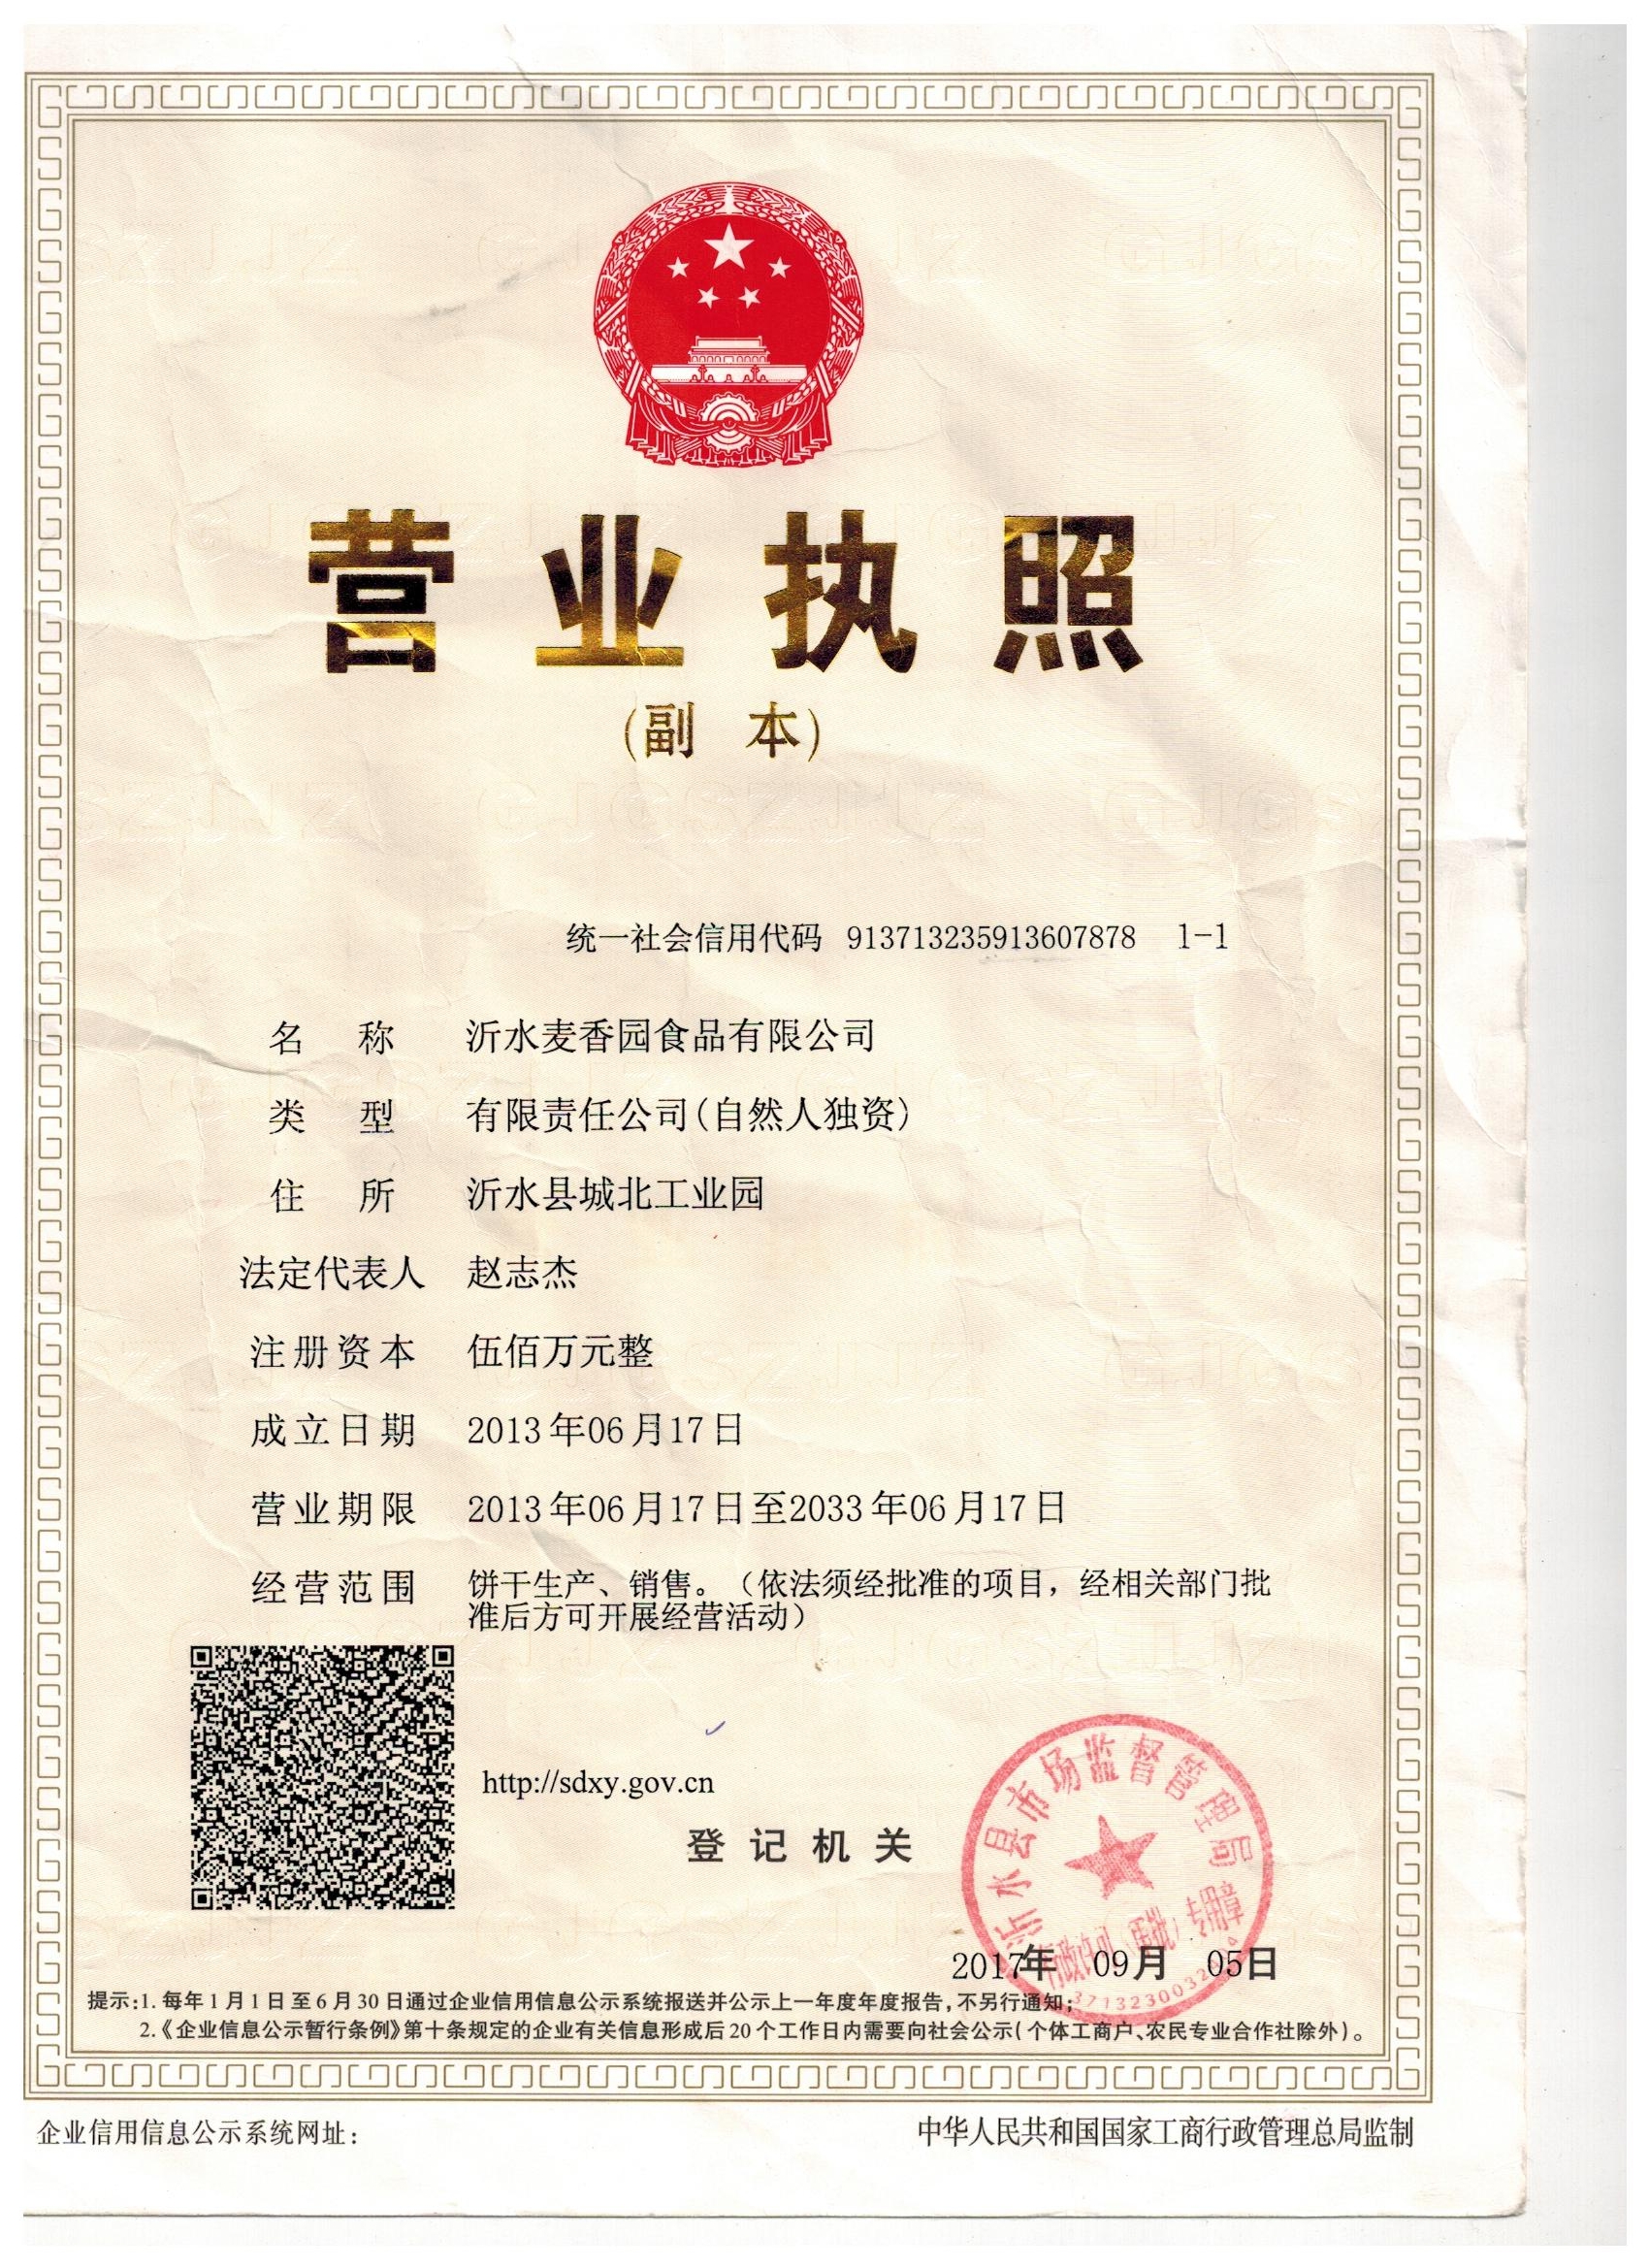 营业执照
(副 本)
统一社会信用代码 913713235913607878 1-1
名 称 沂水麦香园食品有限公司
类 型 有限责任公司(自然人独资)
住 所 沂水县城北工业园
法定代表人 赵志杰
注册资本 伍佰万元整
成立日期 2013年06月17日
营业期限 2013年06月17日至2033年06月17日
经营范围 饼干生产、销售。（依法须经批准的项目，经相关部门批
准后方可开展经营活动）
http://sdxy.gov.cn
登记机关
沂水县市场监督管理局
行政许可（审批）专用章
2017年 09月 05日
提示:1. 每年1月1日至6月30日通过企业信用信息公示系统报送并公示上一年度年度报告,不另行通知;
2.《企业信息公示暂行条例》第十条规定的企业有关信息形成后20个工作日内需要向社会公示(个体工商户、农民专业合作社除外)。
企业信用信息公示系统网址:
中华人民共和国国家工商行政管理总局监制